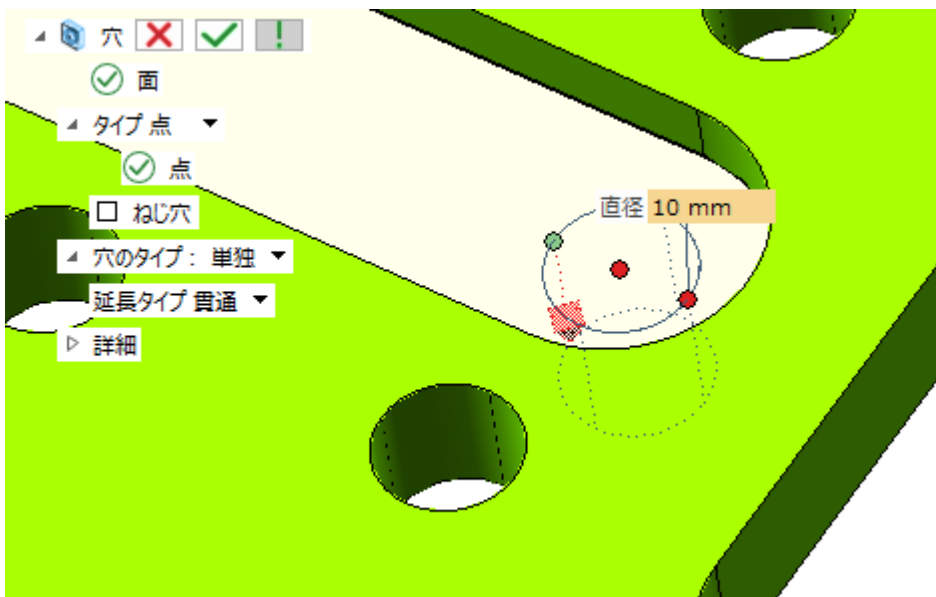 穴
面
タイプ 点
点
ねじ穴
穴のタイプ : 単独
延長タイプ 貫通
詳細
直径 10 mm